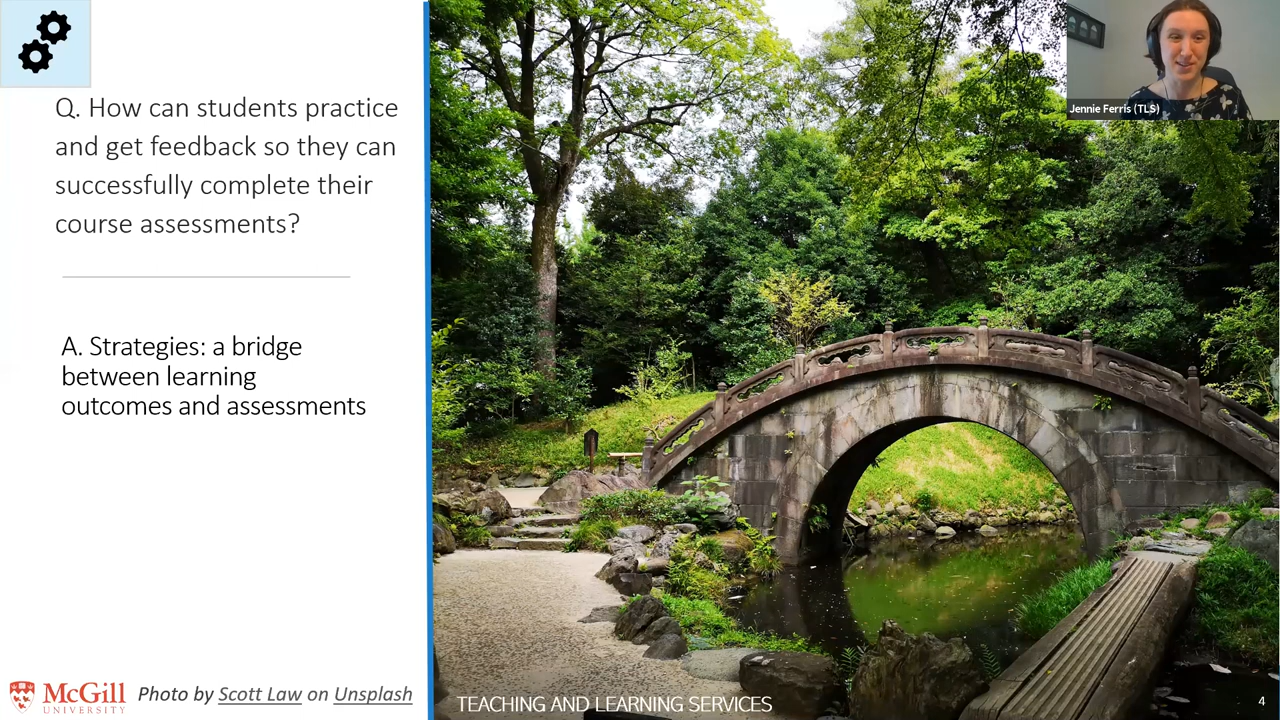 Q. How can students practice
and get feedback so they can
successfully complete their
course assessments?
A. Strategies: a bridge
between learning
outcomes and assessments
Jennie Ferris (TLS)
McGill
UNIVERSITY
Photo by Scott Law on Unsplash
TEACHING AND LEARNING SERVICES
4